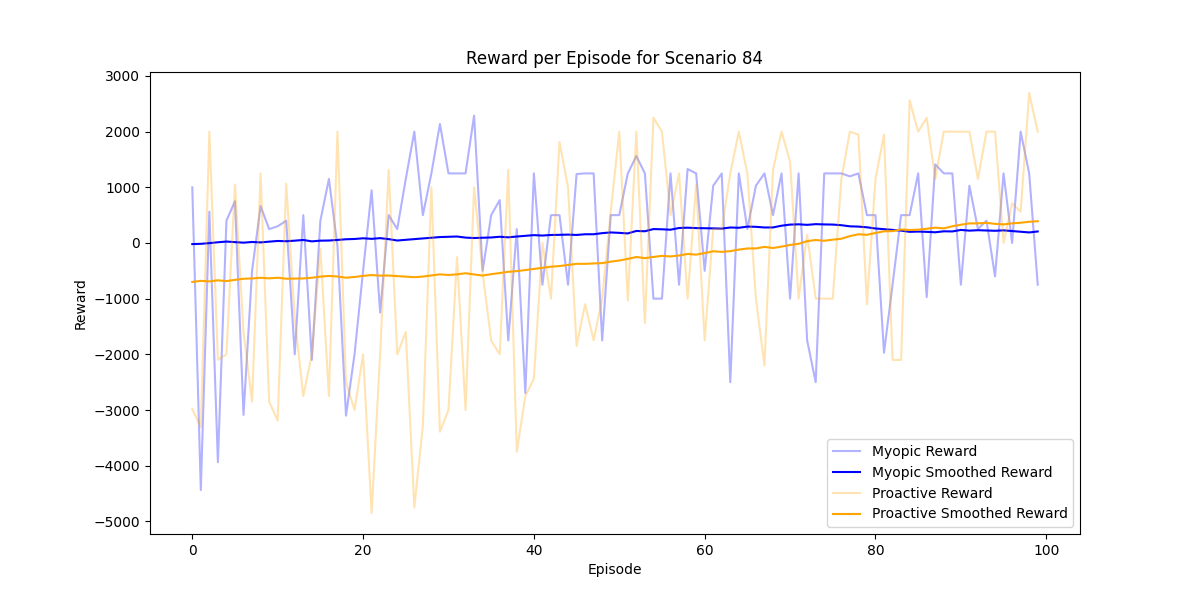 Reward per Episode for Scenario 84
3000
2000
1000
0
−1000
−2000
−3000
−4000
−5000
Reward
0 20 40 60 80 100
Episode
Myopic Reward
Myopic Smoothed Reward
Proactive Reward
Proactive Smoothed Reward